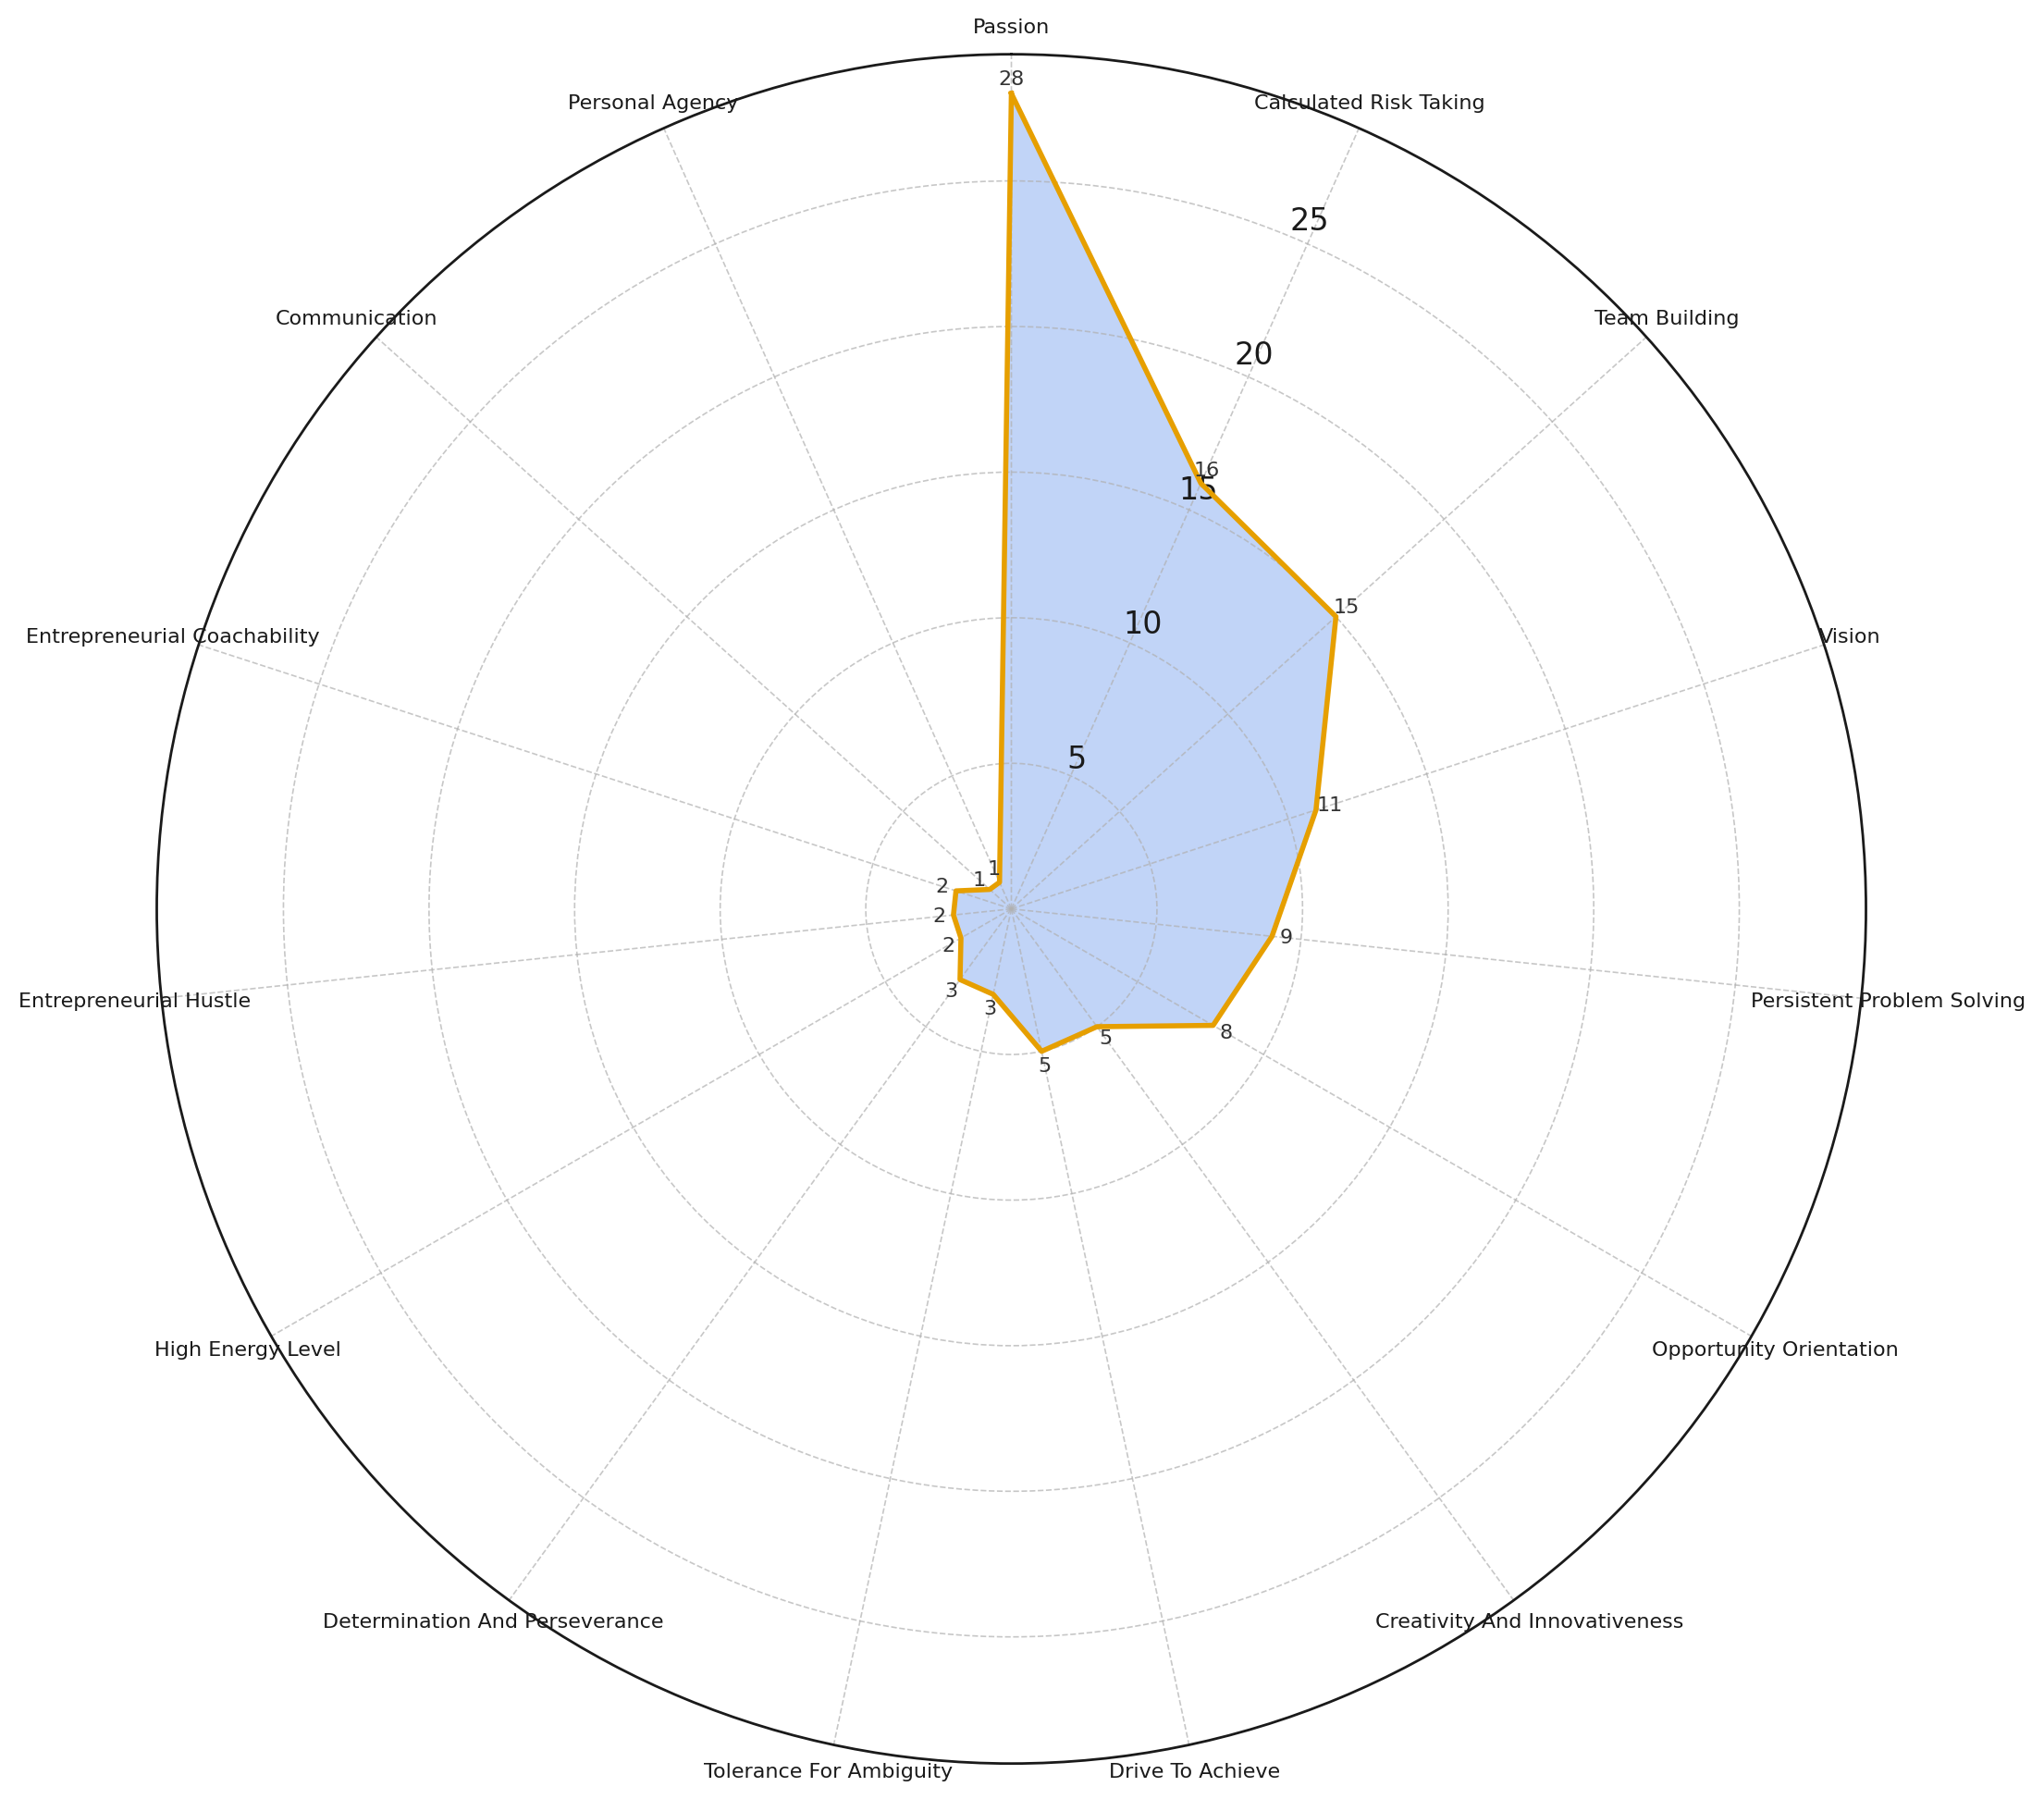 Passion
28
Personal Agency
Calculated Risk Taking
25
Communication
Team Building
20
16
15
15
10
Entrepreneurial Coachability
Vision
5
11
1
1
2
2
9
2
3
3
8
5
5
Entrepreneurial Hustle
Persistent Problem Solving
High Energy Level
Opportunity Orientation
Determination And Perseverance
Creativity And Innovativeness
Tolerance For Ambiguity
Drive To Achieve